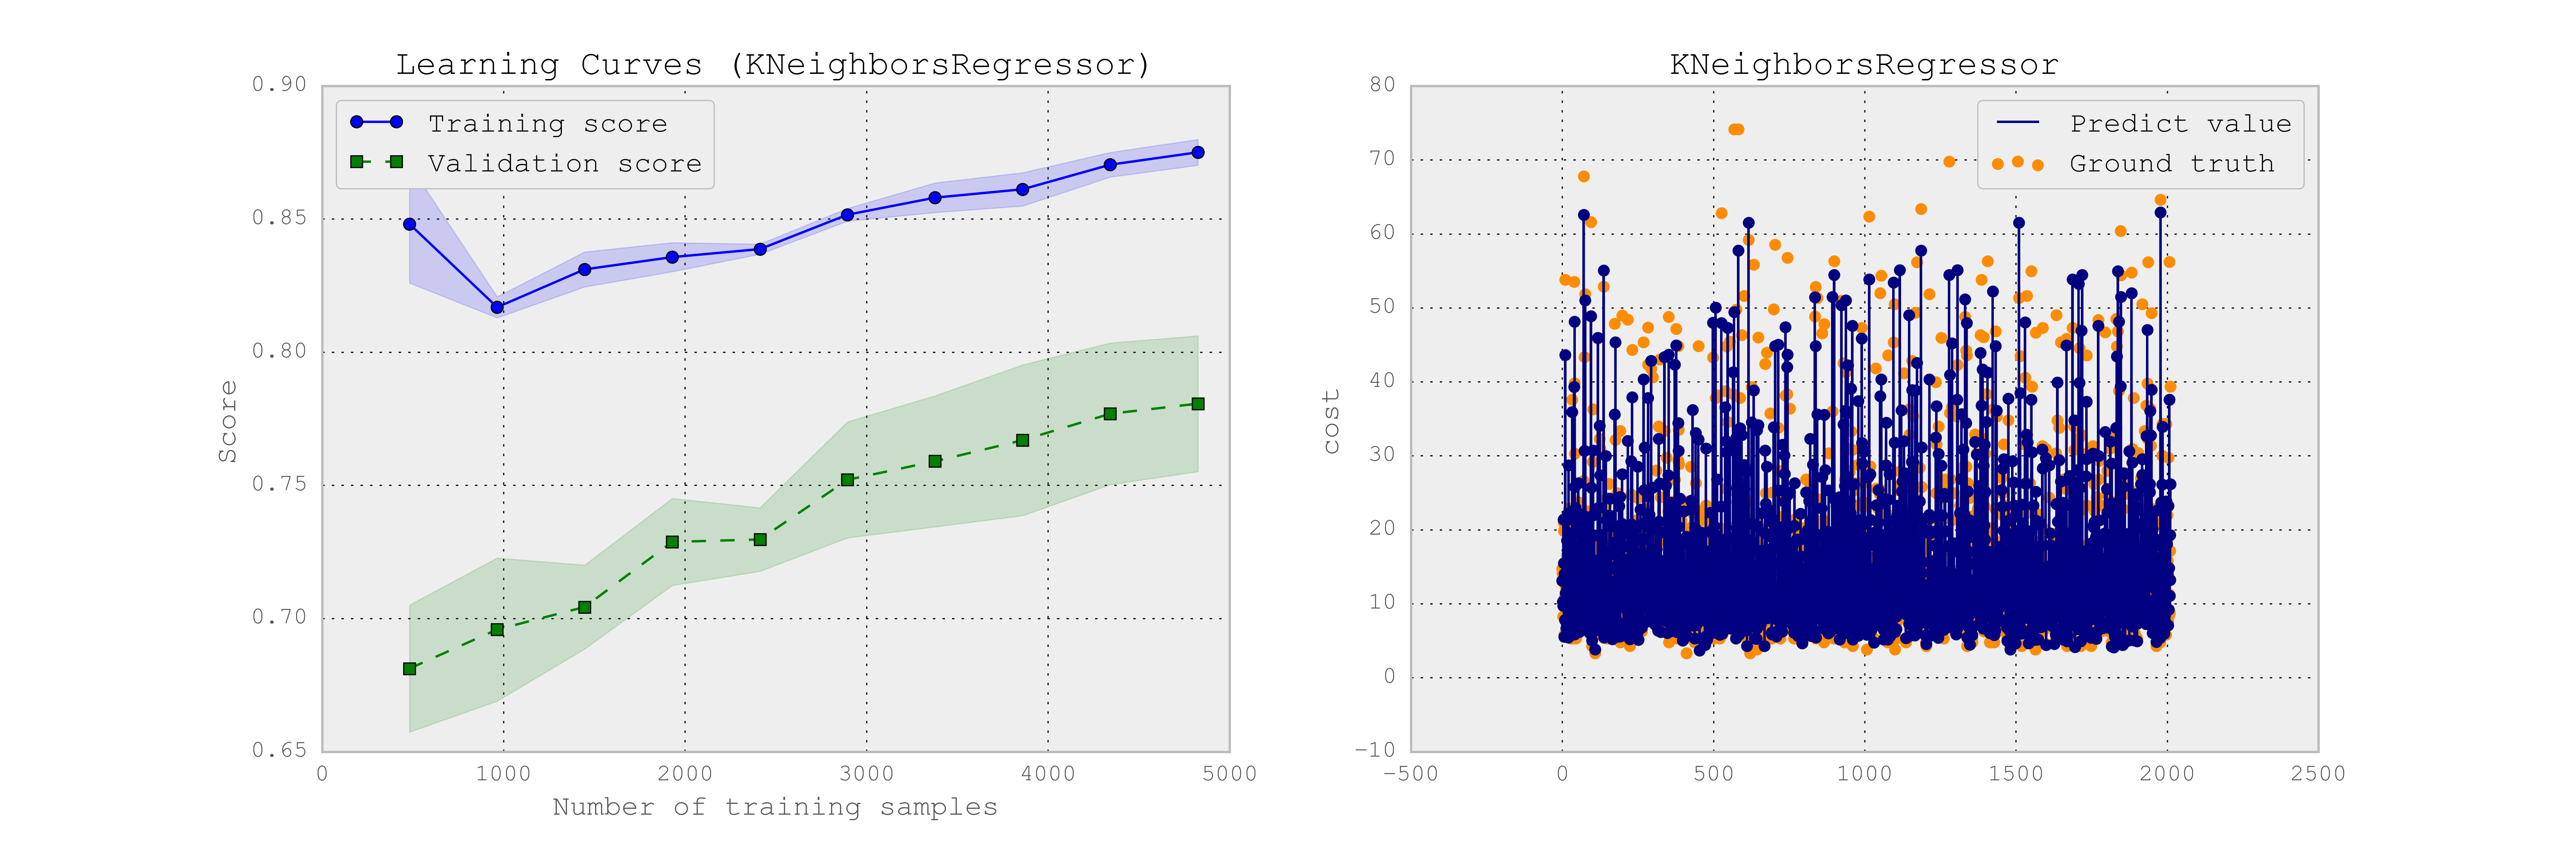 Learning Curves (KNeighborsRegressor)
0.90
0.85
0.80
0.75
0.70
0.65
Score
Training score
Validation score
0 1000 2000 3000 4000 5000
Number of training samples
KNeighborsRegressor
80
70
60
50
40
30
20
10
0
−10
cost
Predict value
Ground truth
−500 0 500 1000 1500 2000 2500